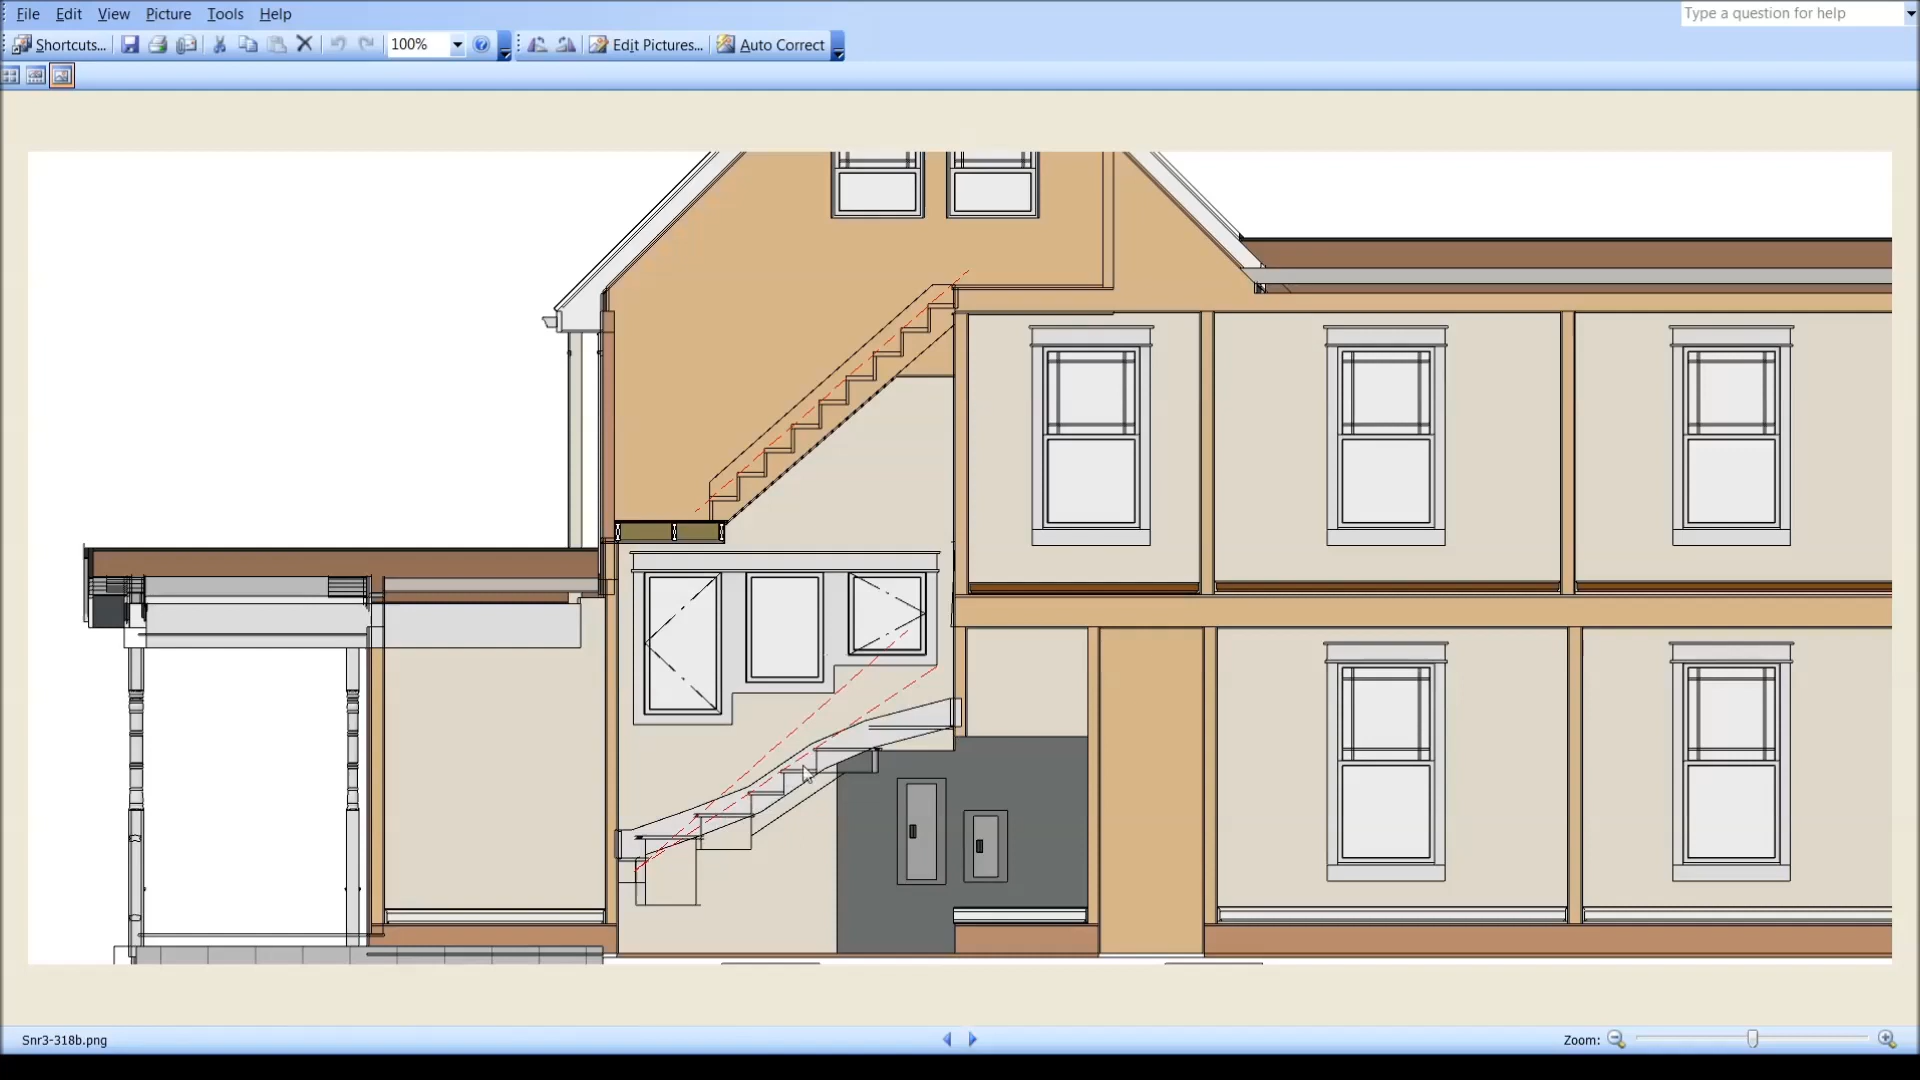 File Edit View Picture Tools Help
Type a question for help
Shortcuts... 100% Edit Pictures... Auto Correct
Snr3-318b.png
Zoom: